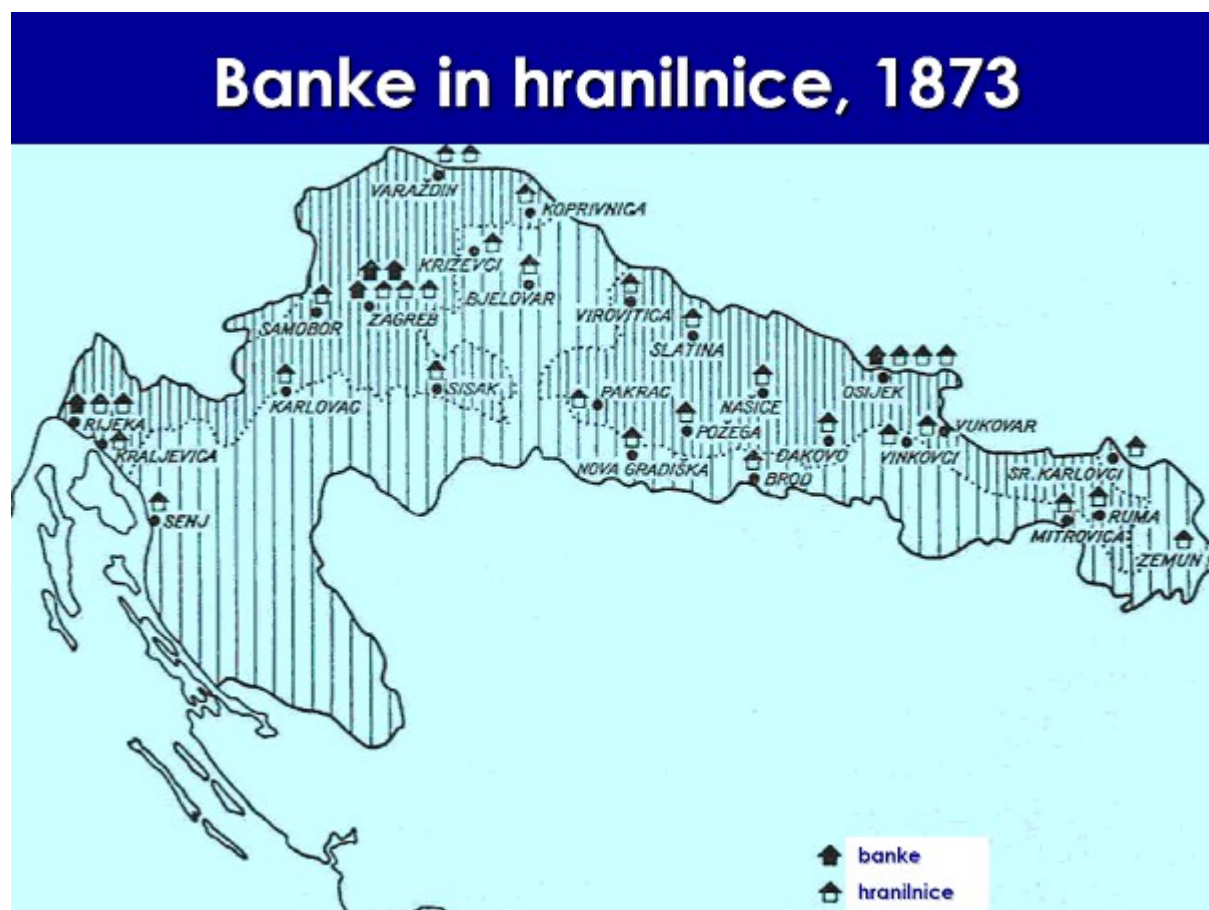 Banke in hranilnice, 1873
VARAŽDIN
KOPRIVNICA
KRIŽEVCI
BJELOVAR
ZAGREB
SAMOBOR
VIROVITICA
SLATINA
KARLOVAC
SISAK
PAKRAC
NAŠICE
OSIJEK
RIJEKA
KRALJEVICA
POŽEGA
NOVA GRADIŠKA
ĐAKOVO
BROD
VINKOVCI
VUKOVAR
SR. KARLOVCI
SENJ
RUMA
MITROVICA
ZEMUN
banke
hranilnice